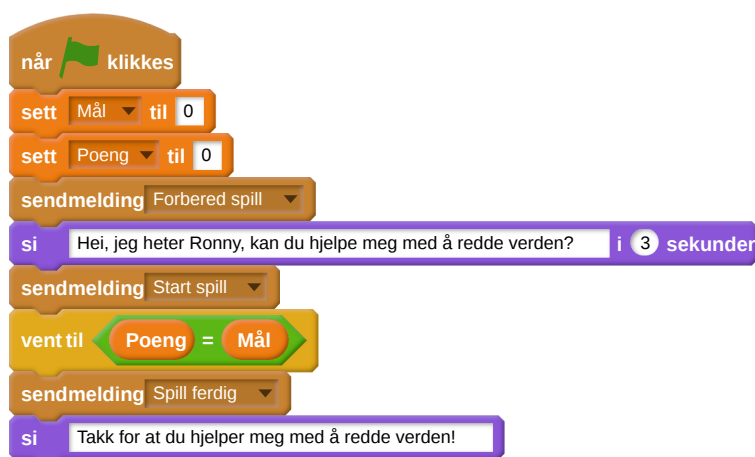 når klikkes
sett Mål til 0
sett Poeng til 0
sendmelding Forbered spill
si Hei, jeg heter Ronny, kan du hjelpe meg med å redde verden? i 3 sekunder
sendmelding Start spill
vent til Poeng = Mål
sendmelding Spill ferdig
si Takk for at du hjelper meg med å redde verden!